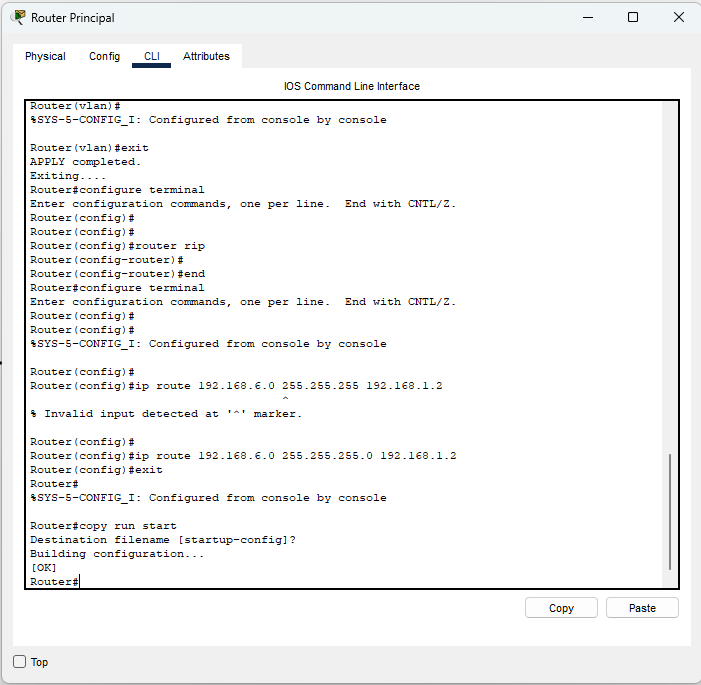 Router Principal
Physical Config CLI Attributes
IOS Command Line Interface
Router(vlan)#
%SYS-5-CONFIG_I: Configured from console by console
Router(vlan)#exit
APPLY completed.
Exiting....
Router#configure terminal
Enter configuration commands, one per line.  End with CNTL/Z.
Router(config)#
Router(config)#
Router(config)#router rip
Router(config-router)#
Router(config-router)#end
Router#configure terminal
Enter configuration commands, one per line.  End with CNTL/Z.
Router(config)#
Router(config)#
%SYS-5-CONFIG_I: Configured from console by console
Router(config)#
Router(config)#ip route 192.168.6.0 255.255.255 192.168.1.2
^
% Invalid input detected at '^' marker.
Router(config)#
Router(config)#ip route 192.168.6.0 255.255.255.0 192.168.1.2
Router(config)#exit
Router#
%SYS-5-CONFIG_I: Configured from console by console
Router#copy run start
Destination filename [startup-config]?
Building configuration...
[OK]
Router#
Copy Paste
Top